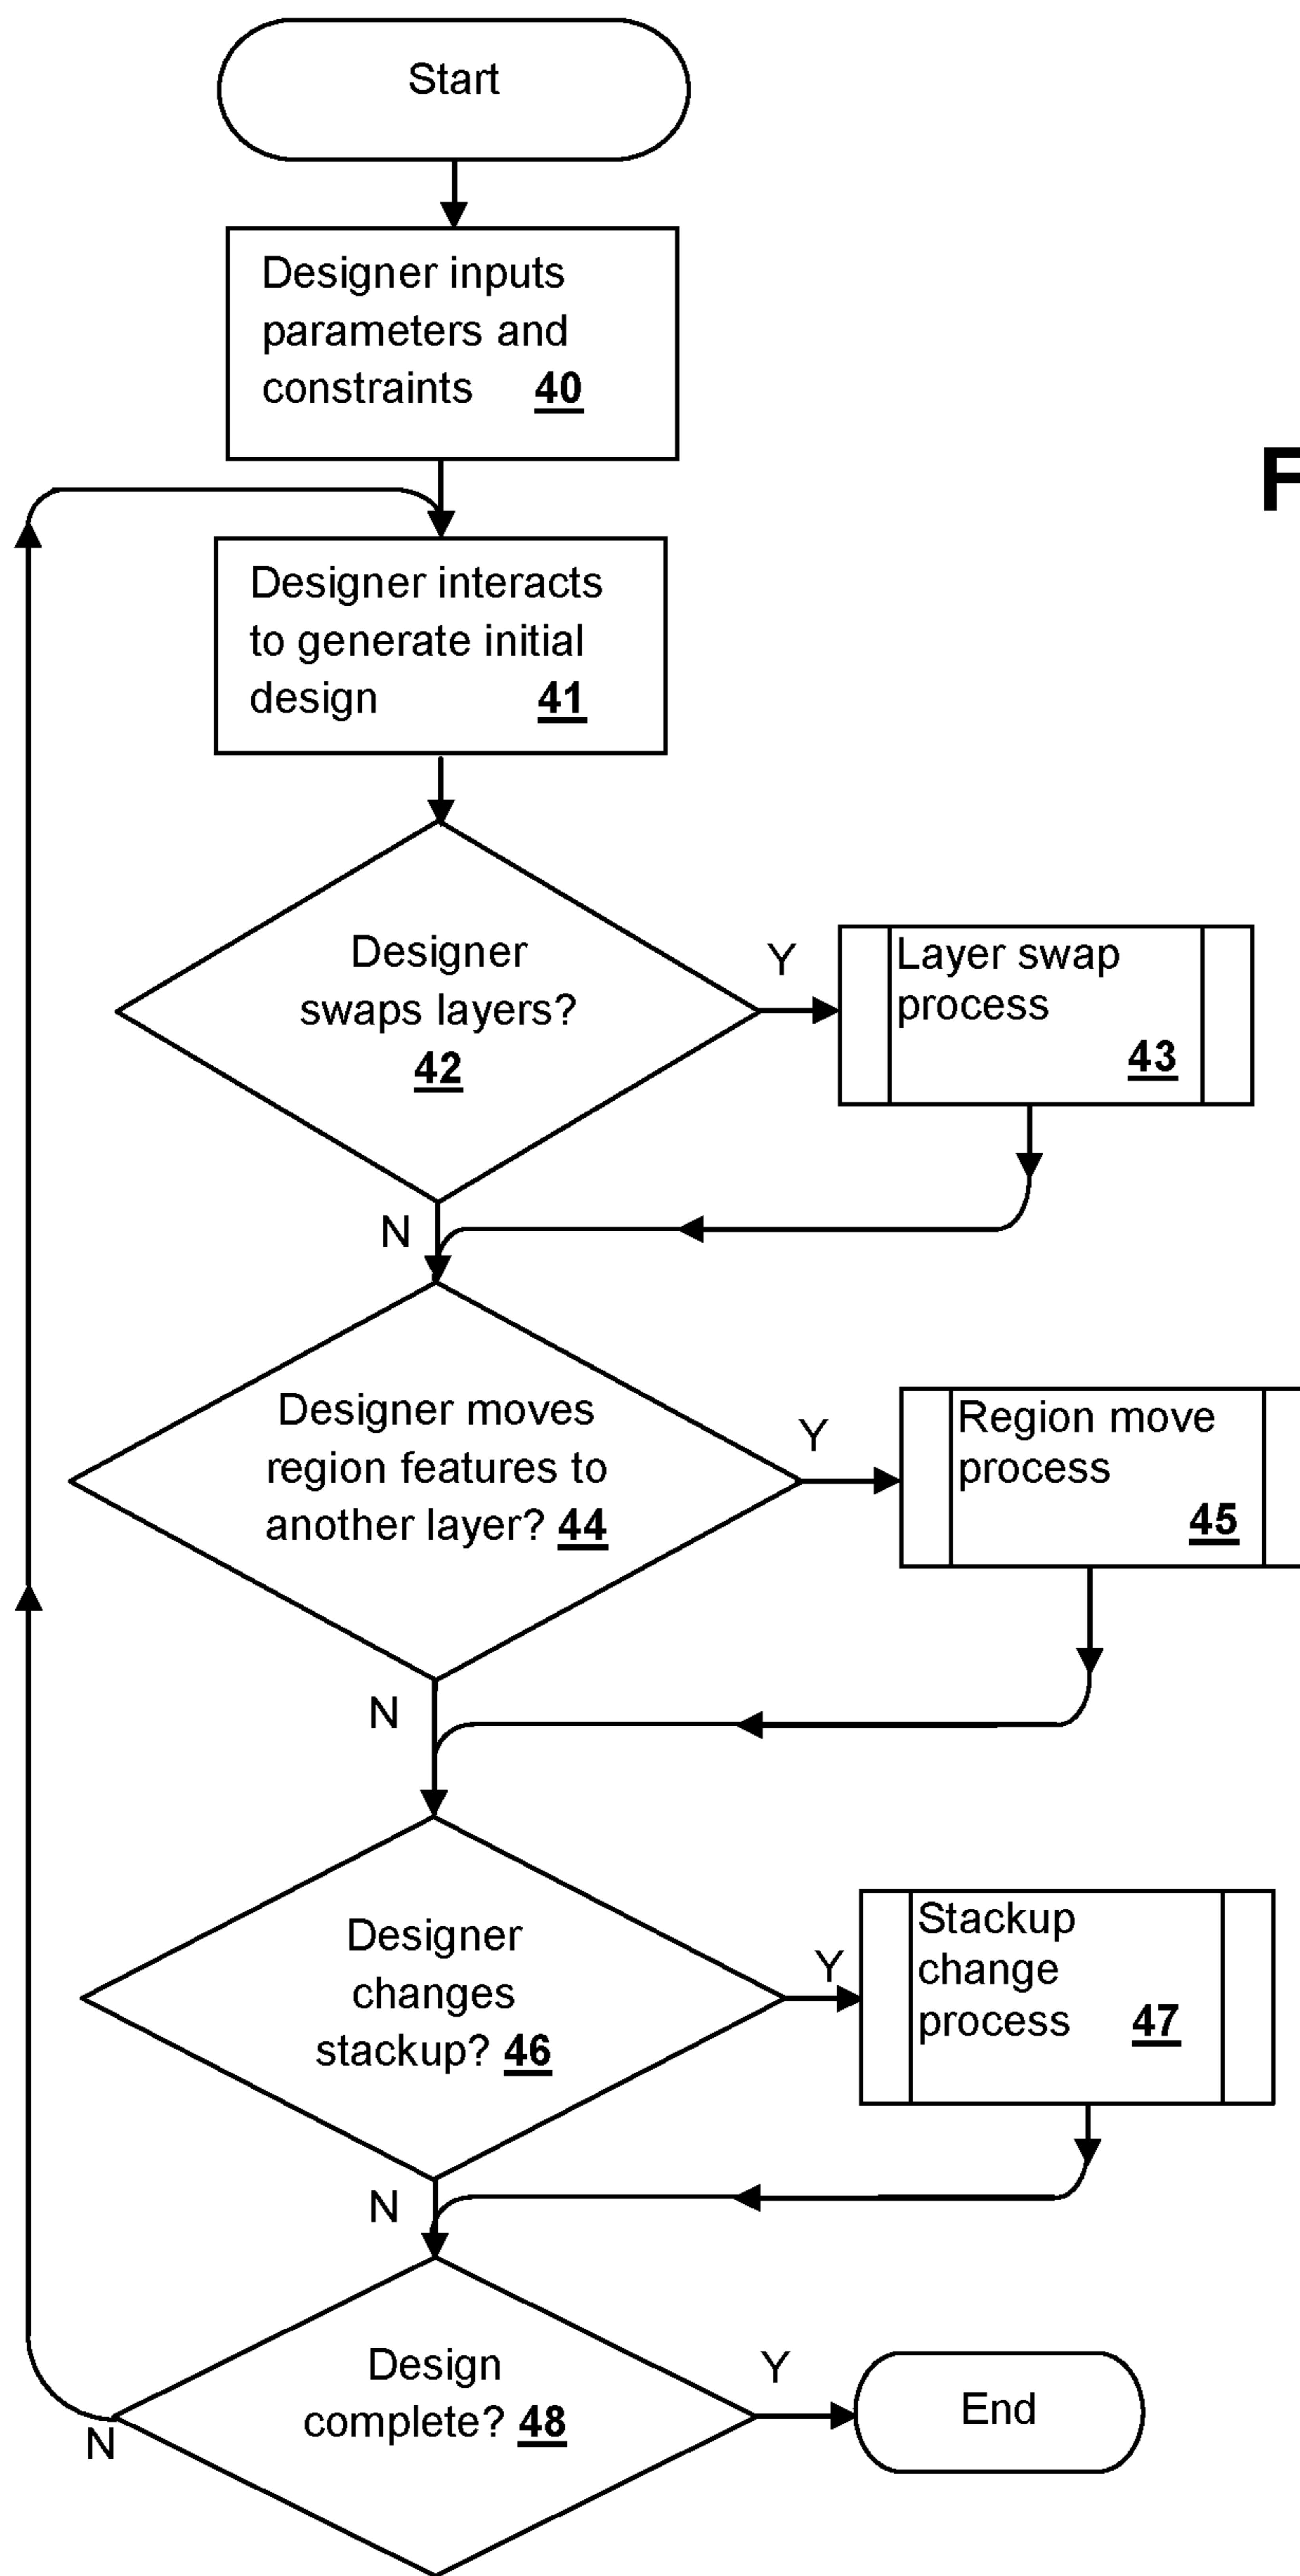 Start
Designer inputs
parameters and
constraints 40
F
Designer interacts
to generate initial
design 41
Designer
swaps layers?
42
Y
Layer swap
process
43
N
Designer moves
region features to
another layer? 44
Y
Region move
process
45
N
Designer
changes
stackup? 46
Y
Stackup
change
process 47
N
Design
complete? 48
Y
End
N